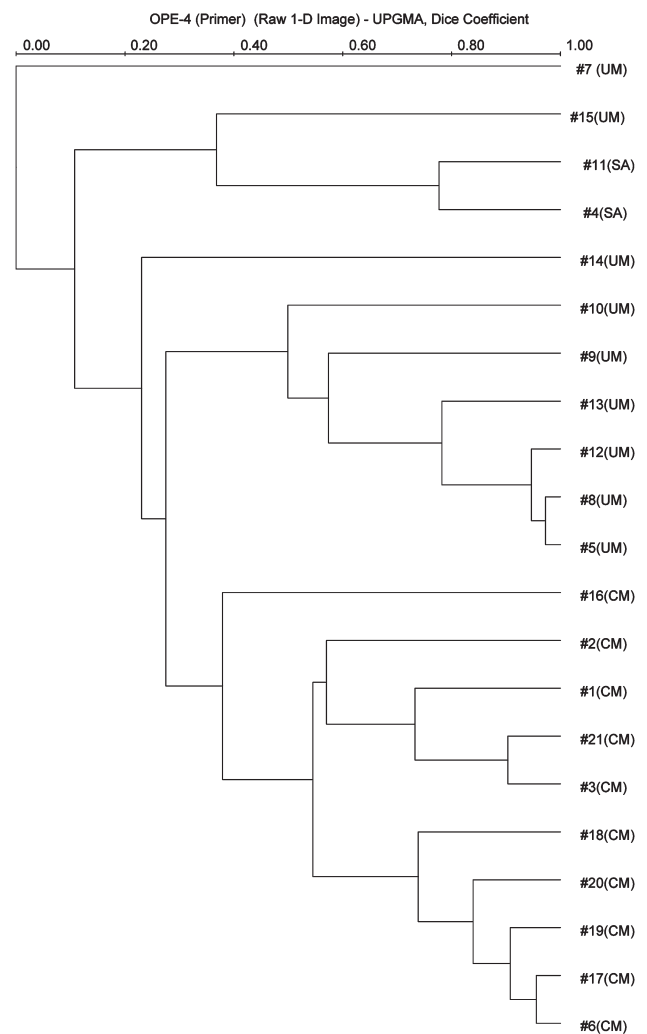 OPE-4 (Primer) (Raw 1-D Image) - UPGMA, Dice Coefficient
0.00 0.20 0.40 0.60 0.80 1.00
#7 (UM)
#15(UM)
#11(SA)
#4(SA)
#14(UM)
#10(UM)
#9(UM)
#13(UM)
#12(UM)
#8(UM)
#5(UM)
#16(CM)
#2(CM)
#1(CM)
#21(CM)
#3(CM)
#18(CM)
#20(CM)
#19(CM)
#17(CM)
#6(CM)